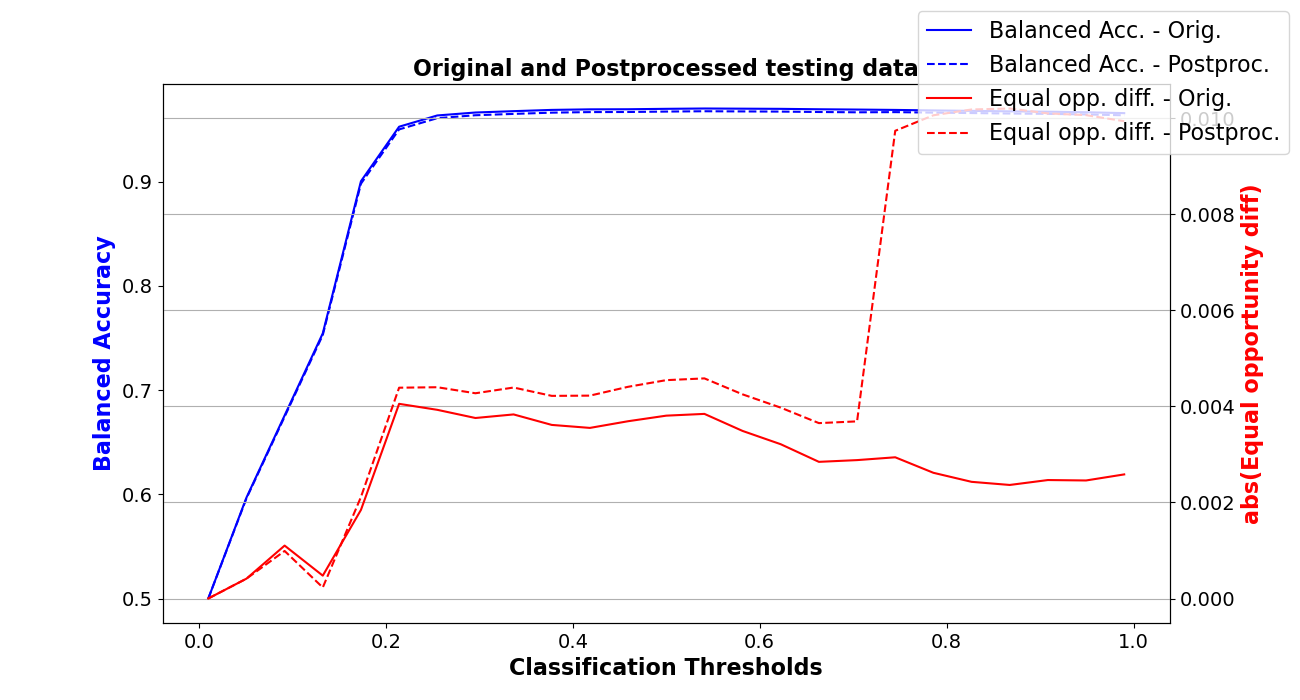 Original and Postprocessed testing data
Balanced Acc. - Orig.
Balanced Acc. - Postproc.
Equal opp. diff. - Orig.
Equal opp. diff. - Postproc.
Balanced Accuracy
0.9
0.8
0.7
0.6
0.5
0.010
0.008
0.006
0.004
0.002
0.000
abs(Equal opportunity diff)
0.0 0.2 0.4 0.6 0.8 1.0
Classification Thresholds